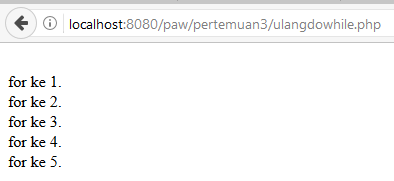 localhost:8080/paw/pertemuan3/ulangdowhile.php
for ke 1.
for ke 2.
for ke 3.
for ke 4.
for ke 5.